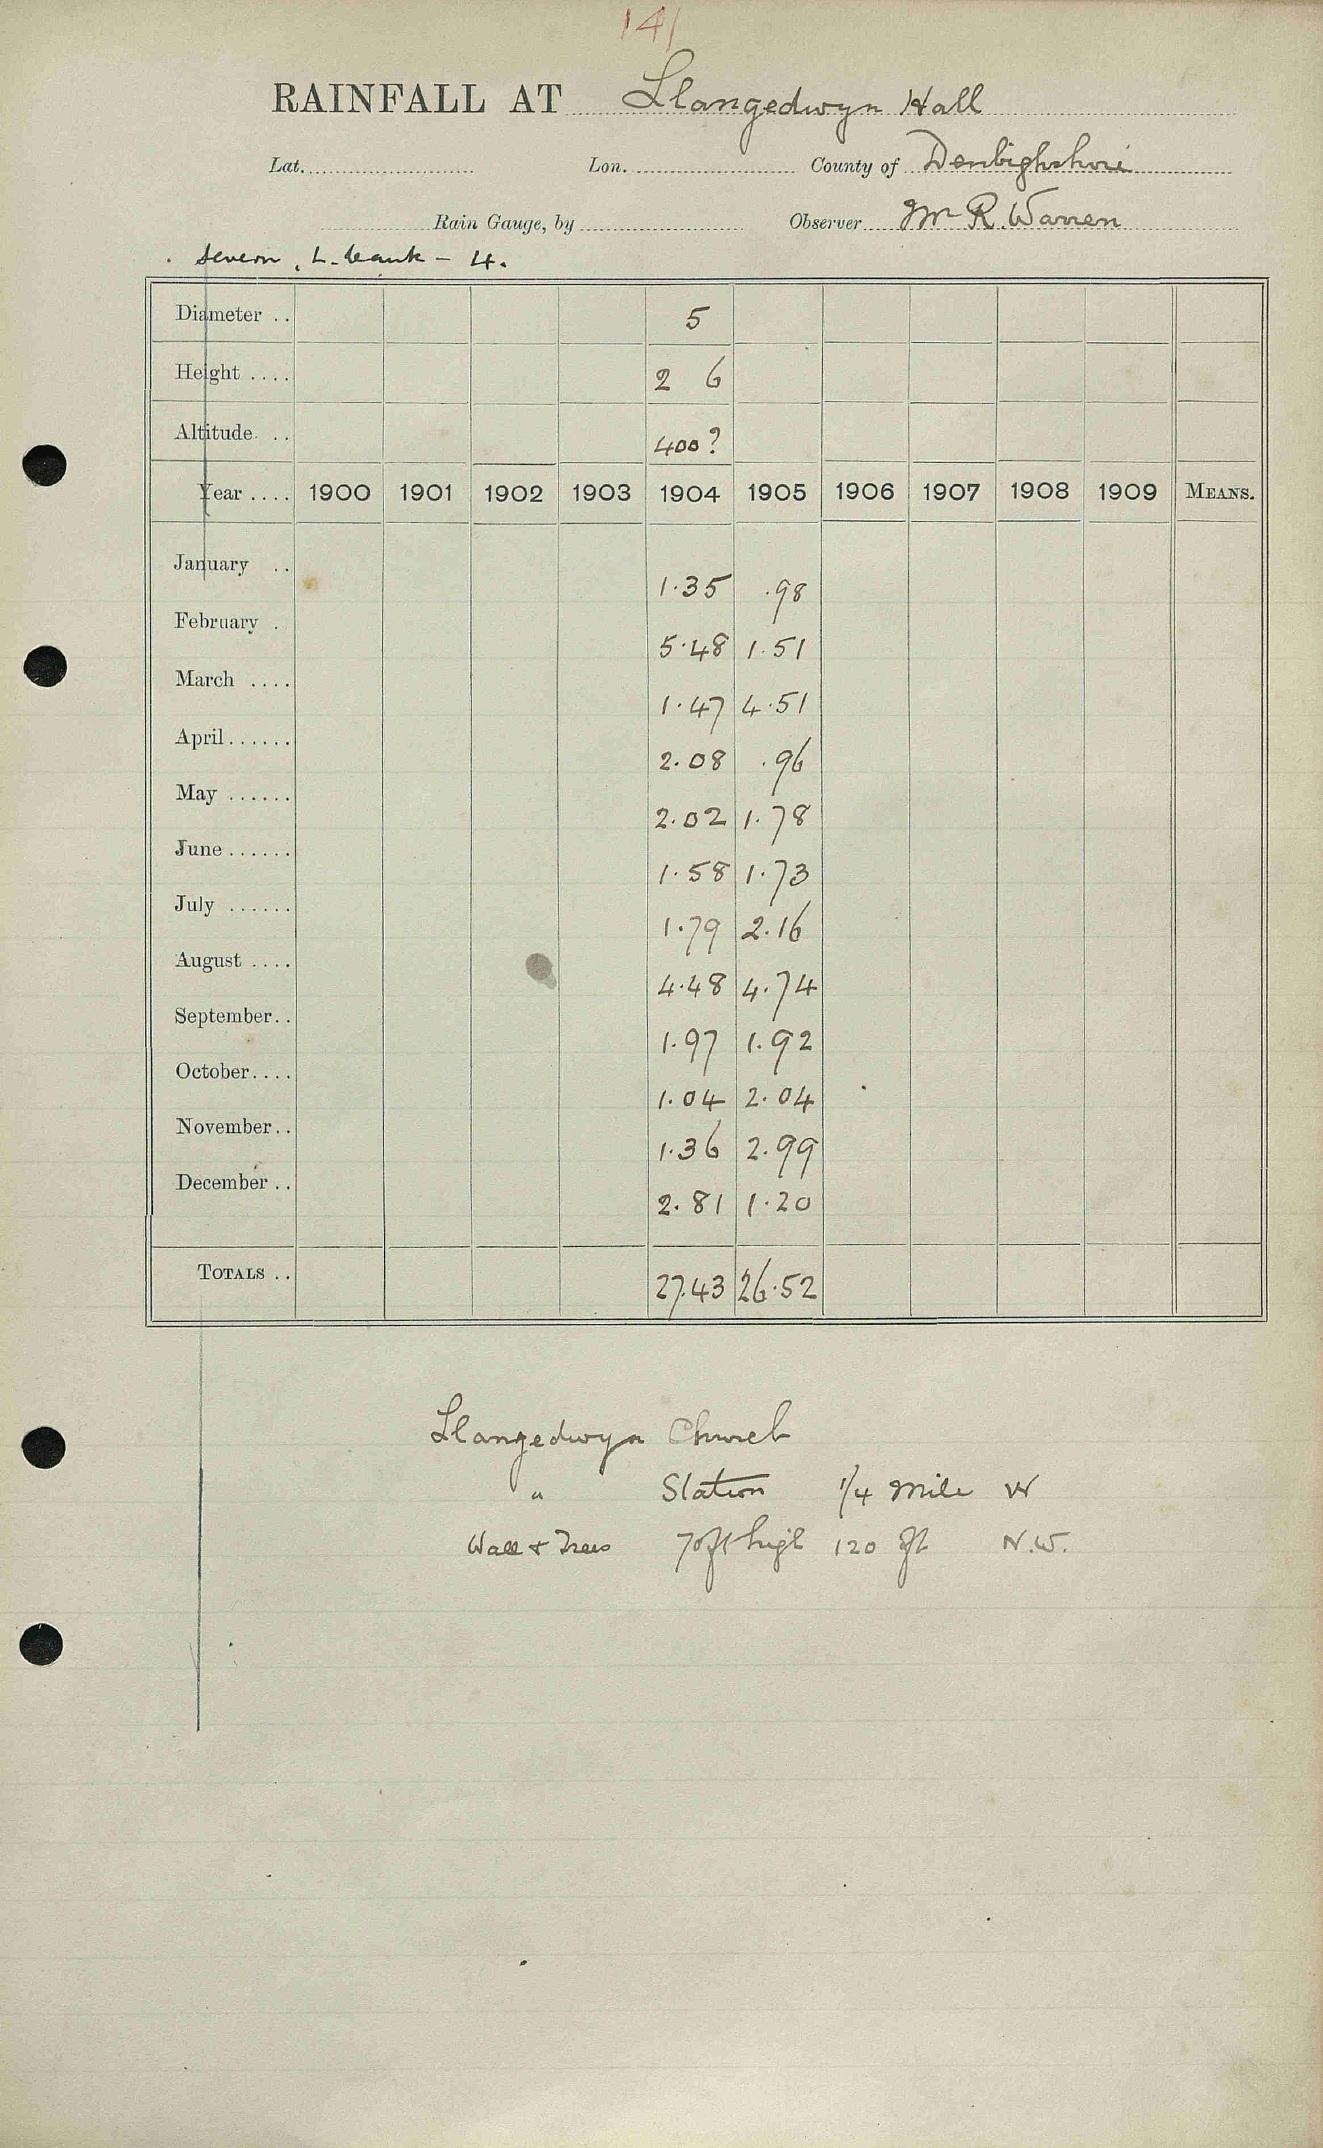 141
RAINFALL AT Llangedwyn Hall
Lat. Lon. County of Denbighshire
Rain Gauge, by Observer Mr R. Warren
Severn, L. bank - 4.
Diameter .. 5
Height .... 2 6
Altitude .. 400?
Year .... 1900 1901 1902 1903 1904 1905 1906 1907 1908 1909 MEANS.
January .. 1.35 .98
February . 5.48 1.51
March .... 1.47 4.51
April ...... 2.08 .96
May ...... 2.02 1.78
June ...... 1.58 1.73
July ...... 1.79 2.16
August .... 4.48 4.74
September.. 1.97 1.92
October.... 1.04 2.04
November.. 1.36 2.99
December .. 2.81 1.20
TOTALS .. 27.43 26.52
Llangedwyn Church
" Station 1/4 Mile W
Wall & Trees 70ft high 120 ft N.W.